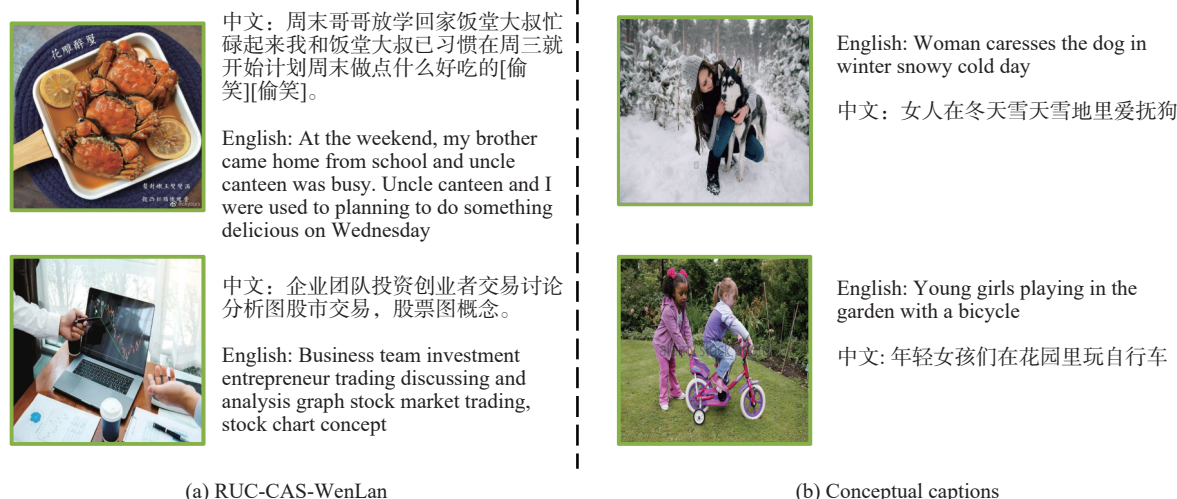 花雕醉蟹
中文：周末哥哥放学回家饭堂大叔忙
碌起来我和饭堂大叔已习惯在周三就
开始计划周末做点什么好吃的[偷
笑][偷笑]。
English: At the weekend, my brother
came home from school and uncle
canteen was busy. Uncle canteen and I
were used to planning to do something
delicious on Wednesday
中文：企业团队投资创业者交易讨论
分析图股市交易，股票图概念。
English: Business team investment
entrepreneur trading discussing and
analysis graph stock market trading,
stock chart concept
(a) RUC-CAS-WenLan
English: Woman caresses the dog in
winter snowy cold day
中文：女人在冬天雪天雪地里爱抚狗
English: Young girls playing in the
garden with a bicycle
中文: 年轻女孩们在花园里玩自行车
(b) Conceptual captions